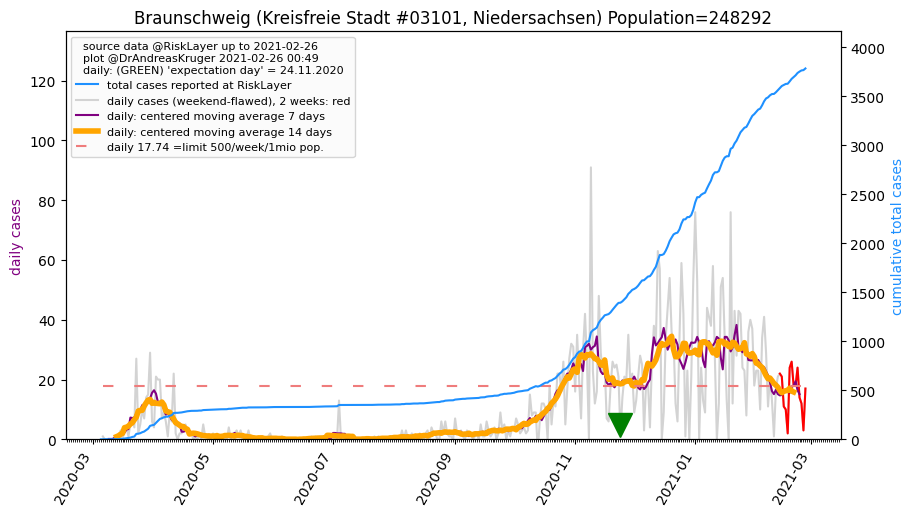 Braunschweig (Kreisfreie Stadt #03101, Niedersachsen) Population=248292
source data @RiskLayer up to 2021-02-26
plot @DrAndreasKruger 2021-02-26 00:49
daily: (GREEN) 'expectation day' = 24.11.2020
total cases reported at RiskLayer
daily cases (weekend-flawed), 2 weeks: red
daily: centered moving average 7 days
daily: centered moving average 14 days
daily 17.74 =limit 500/week/1mio pop.
daily cases
0
20
40
60
80
100
120
cumulative total cases
0
500
1000
1500
2000
2500
3000
3500
4000
2020-03
2020-05
2020-07
2020-09
2020-11
2021-01
2021-03